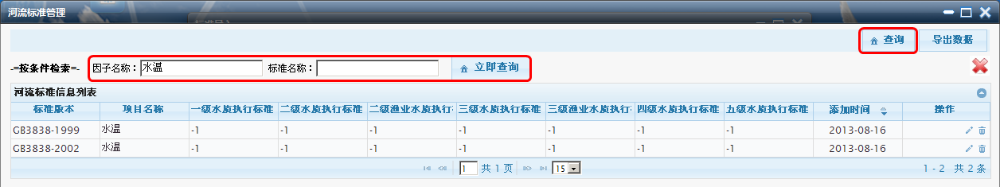 河流标准管理
标准导入
查询 导出数据
-=按条件检索=- 因子名称：水温 标准名称： 立即查询
河流标准信息列表
标准版本 项目名称 一级水质执行标准 二级水质执行标准 二级渔业水质执行标 三级水质执行标准 三级渔业水质执行标 四级水质执行标准 五级水质执行标准 添加时间 操作
GB3838-1999 水温 -1 -1 -1 -1 -1 -1 -1 2013-08-16
GB3838-2002 水温 -1 -1 -1 -1 -1 -1 -1 2013-08-16
1 共 1 页 15 1 - 2 共 2 条